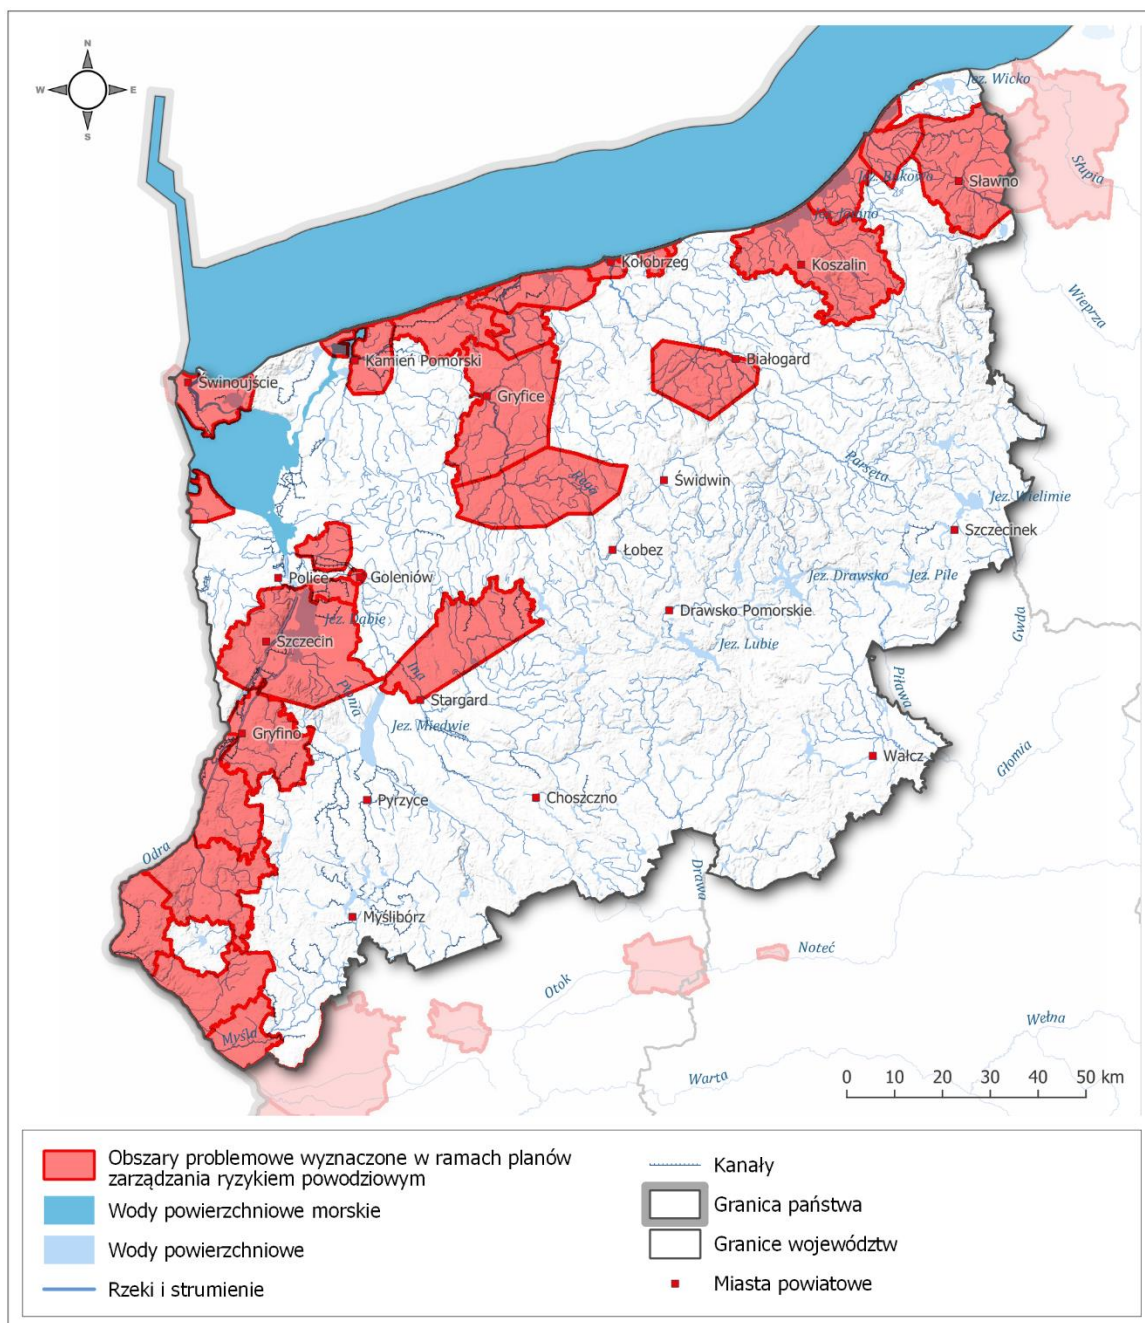 N
W
E
S
Jez. Wicko
Słupia
Sławno
Jez. Bukowo
Jez. Jamno
Koszalin
Kołobrzeg
Wieprza
Kamień Pomorski
Białogard
Świnoujście
Gryfice
Parsęta
Rega
Świdwin
Jez. Wielimie
Szczecinek
Łobez
Police
Goleniów
Jez. Drawsko
Jez. Pile
Drawsko Pomorskie
Jez. Dąbie
Szczecin
Jez. Lubie
Gwda
Ina
Płonia
Stargard
Piława
Jez. Miedwie
Gryfino
Wałcz
Głomia
Pyrzyce
Choszczno
Odra
Drawa
Myślibórz
Noteć
Otok
Wełna
Myśla
Warta
0 10 20 30 40 50 km
Obszary problemowe wyznaczone w ramach planów
zarządzania ryzykiem powodziowym
Wody powierzchniowe morskie
Wody powierzchniowe
Rzeki i strumienie
Kanały
Granica państwa
Granice województw
Miasta powiatowe